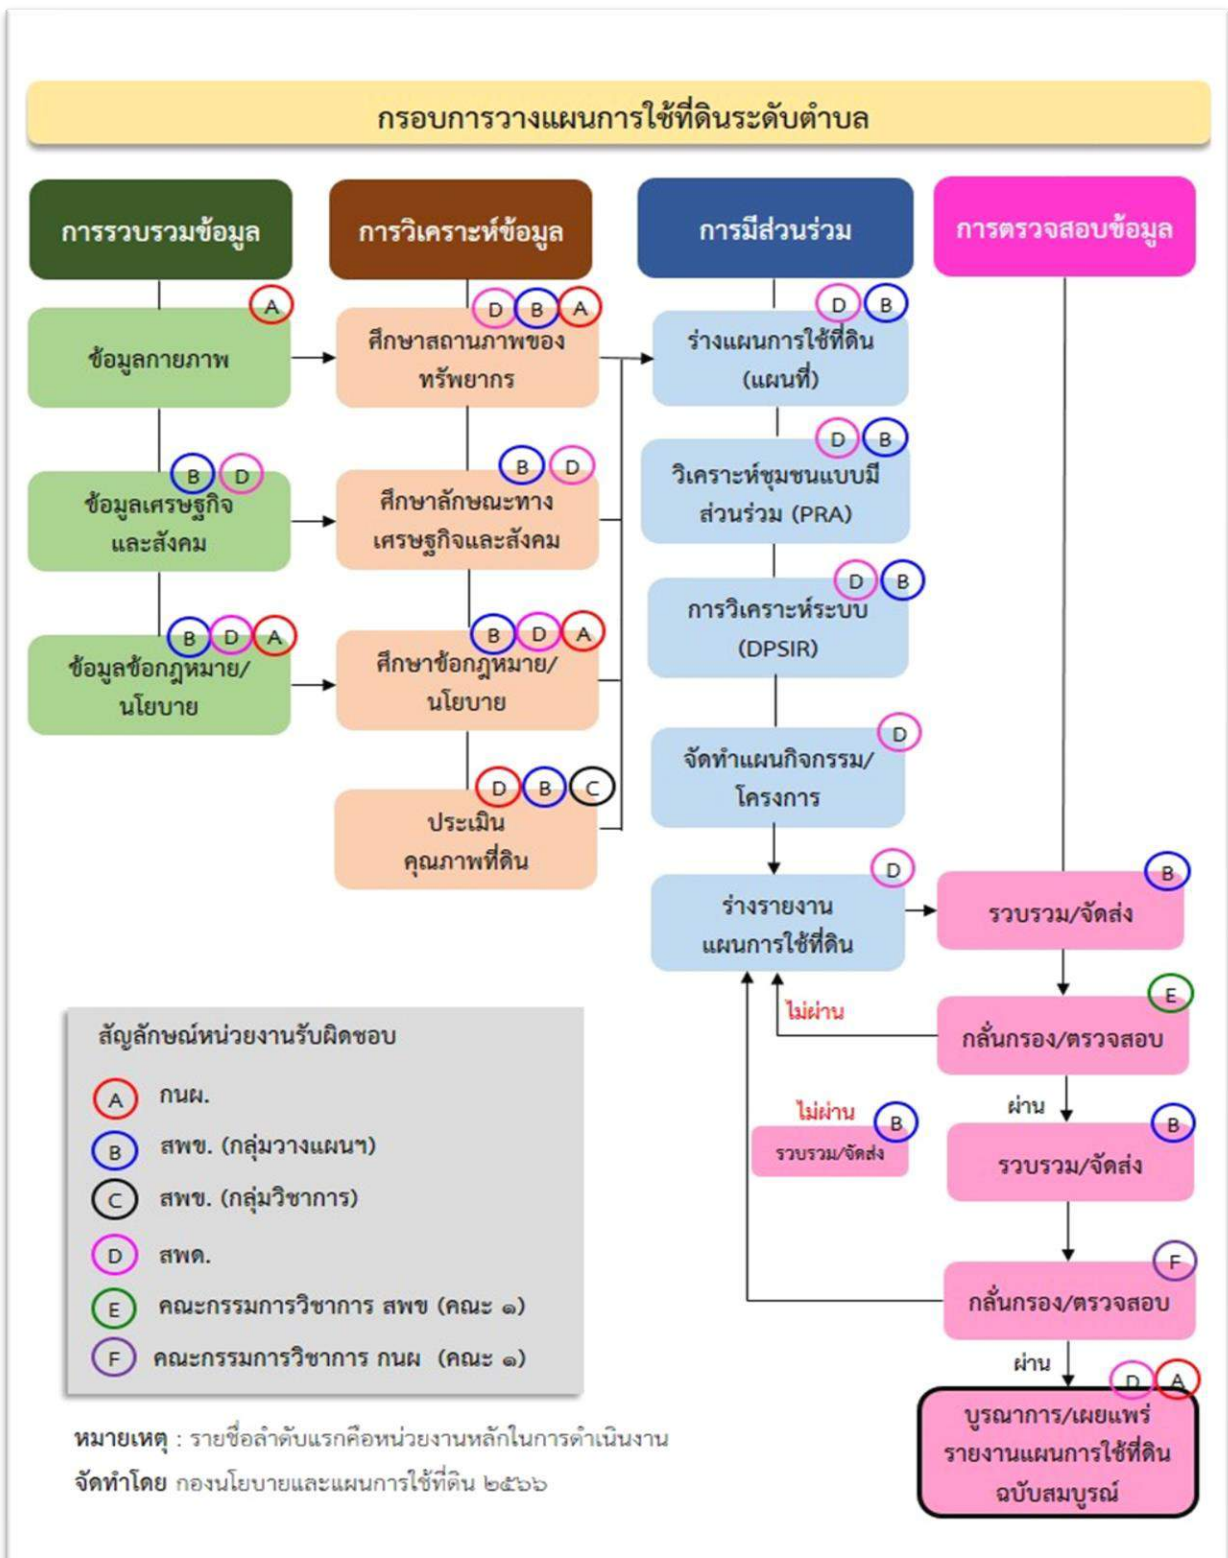 กรอบการวางแผนการใช้ที่ดินระดับตำบล
การรวบรวมข้อมูล
A
ข้อมูลกายภาพ
B D
ข้อมูลเศรษฐกิจ
และสังคม
B D A
ข้อมูลข้อกฎหมาย/
นโยบาย
การวิเคราะห์ข้อมูล
D B A
ศึกษาสถานภาพของ
ทรัพยากร
B D
ศึกษาลักษณะทาง
เศรษฐกิจและสังคม
B D A
ศึกษาข้อกฎหมาย/
นโยบาย
D B C
ประเมิน
คุณภาพที่ดิน
การมีส่วนร่วม
D B
ร่างแผนการใช้ที่ดิน
(แผนที่)
D B
วิเคราะห์ชุมชนแบบมี
ส่วนร่วม (PRA)
D B
การวิเคราะห์ระบบ
(DPSIR)
D
จัดทำแผนกิจกรรม/
โครงการ
D
ร่างรายงาน
แผนการใช้ที่ดิน
การตรวจสอบข้อมูล
B
รวบรวม/จัดส่ง
E
กลั่นกรอง/ตรวจสอบ
ไม่ผ่าน
ผ่าน
B
รวบรวม/จัดส่ง
F
กลั่นกรอง/ตรวจสอบ
ไม่ผ่าน
B
รวบรวม/จัดส่ง
ผ่าน
D A
บูรณาการ/เผยแพร่
รายงานแผนการใช้ที่ดิน
ฉบับสมบูรณ์
สัญลักษณ์หน่วยงานรับผิดชอบ
A กนผ.
B สพข. (กลุ่มวางแผนฯ)
C สพข. (กลุ่มวิชาการ)
D สพด.
E คณะกรรมการวิชาการ สพข (คณะ ๑)
F คณะกรรมการวิชาการ กนผ (คณะ ๑)
หมายเหตุ : รายชื่อลำดับแรกคือหน่วยงานหลักในการดำเนินงาน
จัดทำโดย กองนโยบายและแผนการใช้ที่ดิน ๒๕๖๖